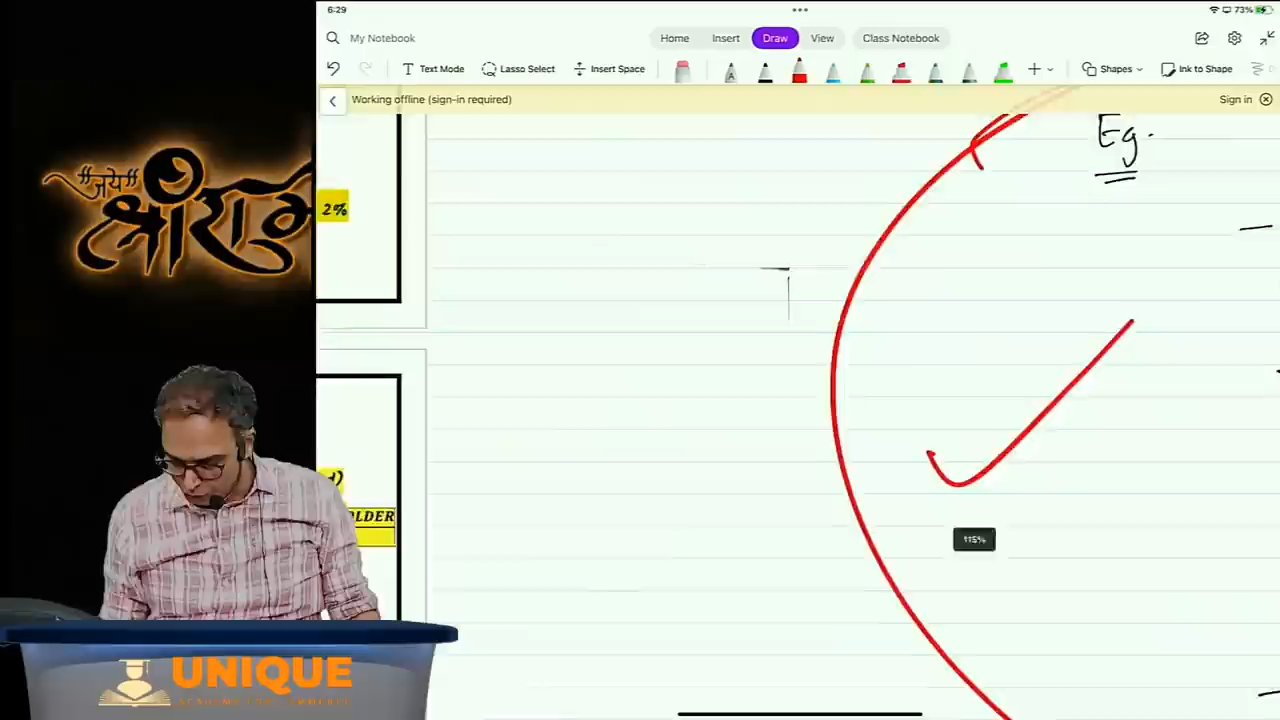 6:29
73%
My Notebook
Home
Insert
Draw
View
Class Notebook
Text Mode
Lasso Select
Insert Space
Shapes
Ink to Shape
Working offline (sign-in required)
Sign in
"जय"
श्रीराम
2%
Eg.
115%
LDER
UNIQUE